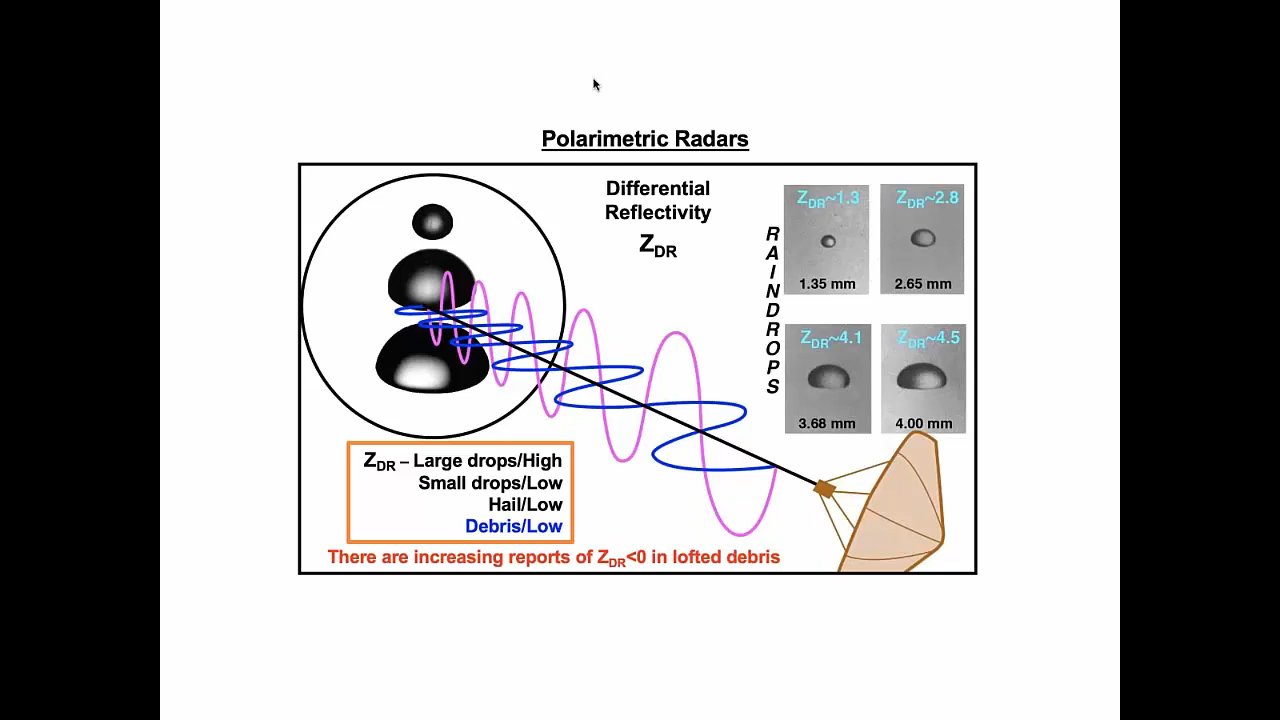 Polarimetric Radars
Differential
Reflectivity
ZDR
RAINDROPS
ZDR~1.3
1.35 mm
ZDR~2.8
2.65 mm
ZDR~4.1
3.68 mm
ZDR~4.5
4.00 mm
ZDR – Large drops/High
Small drops/Low
Hail/Low
Debris/Low
There are increasing reports of ZDR<0 in lofted debris